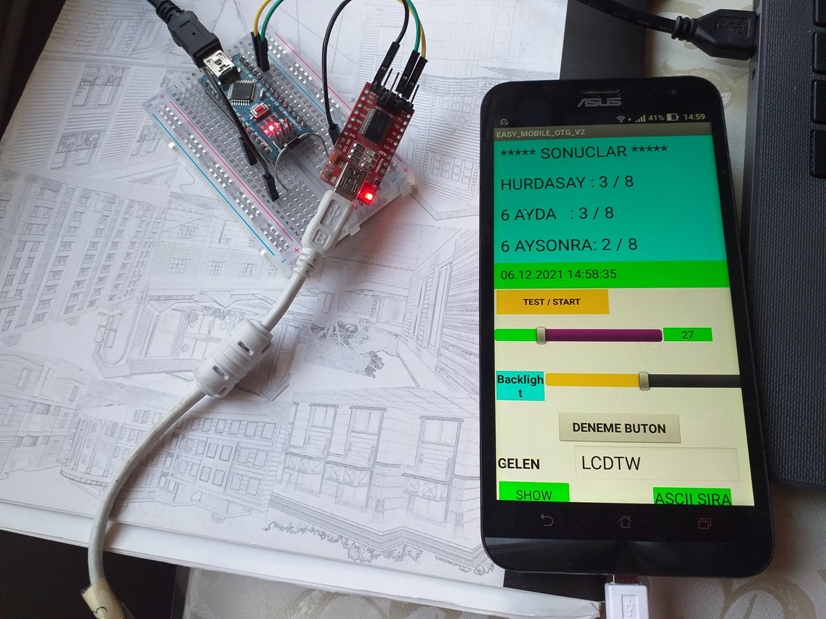 ASUS
41% 14:59
EASY_MOBILE_OTG_V2
***** SONUCLAR *****
HURDASAY : 3 / 8
6 AYDA : 3 / 8
6 AYSONRA: 2 / 8
06.12.2021 14:58:35
TEST / START
27
Backligh
t
DENEME BUTON
GELEN LCDTW
SHOW ASCII SIRA